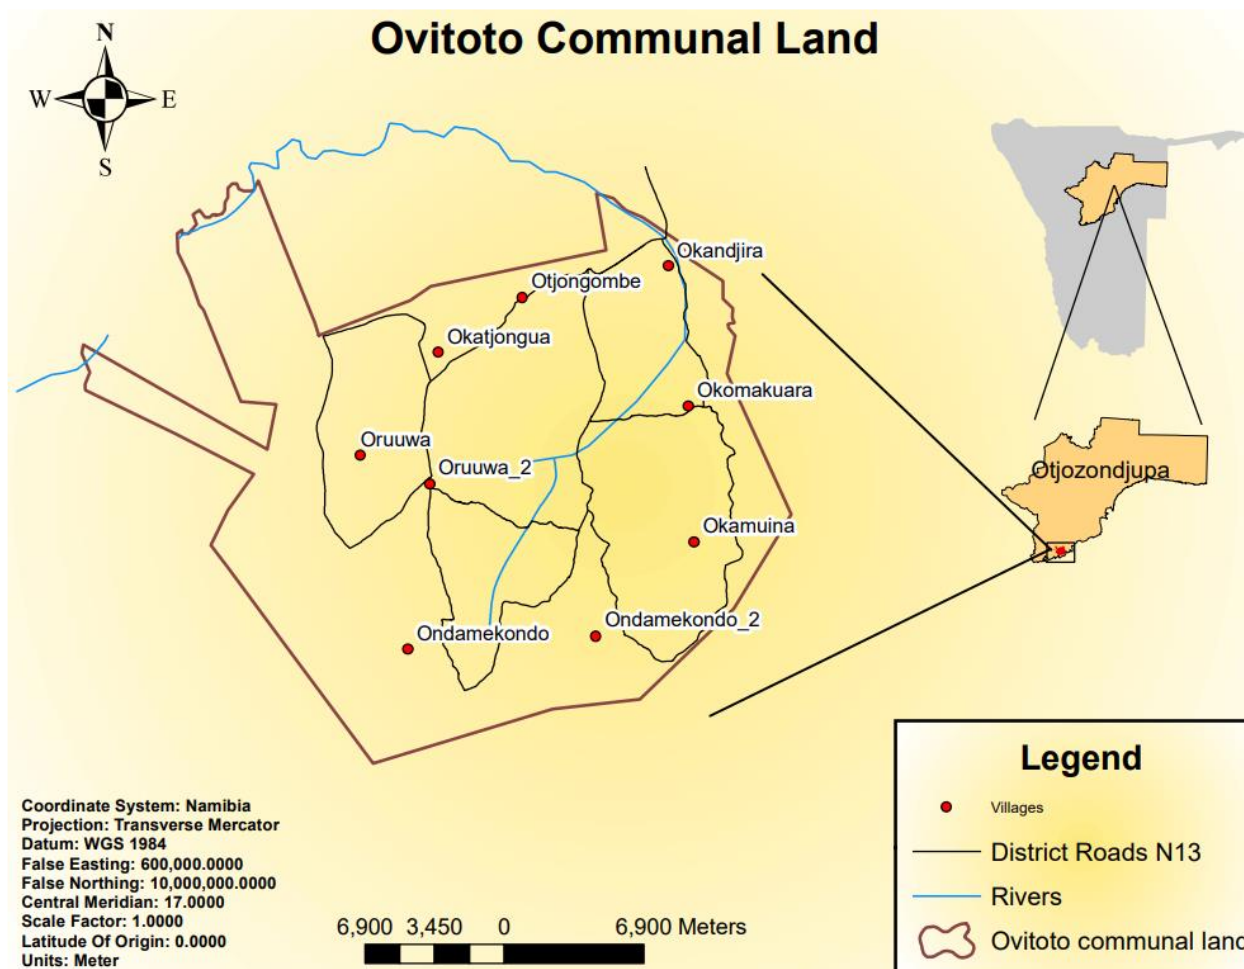 Ovitoto Communal Land
N
W E
S
Okandjira
Otjongombe
Okatjongua
Okomakuara
Oruuwa
Oruuwa_2
Otjozondjupa
Okamuina
Ondamekondo_2
Ondamekondo
Legend
Villages
District Roads N13
Rivers
Ovitoto communal land
Coordinate System: Namibia
Projection: Transverse Mercator
Datum: WGS 1984
False Easting: 600,000.0000
False Northing: 10,000,000.0000
Central Meridian: 17.0000
Scale Factor: 1.0000
Latitude Of Origin: 0.0000
Units: Meter
6,900 3,450 0 6,900 Meters